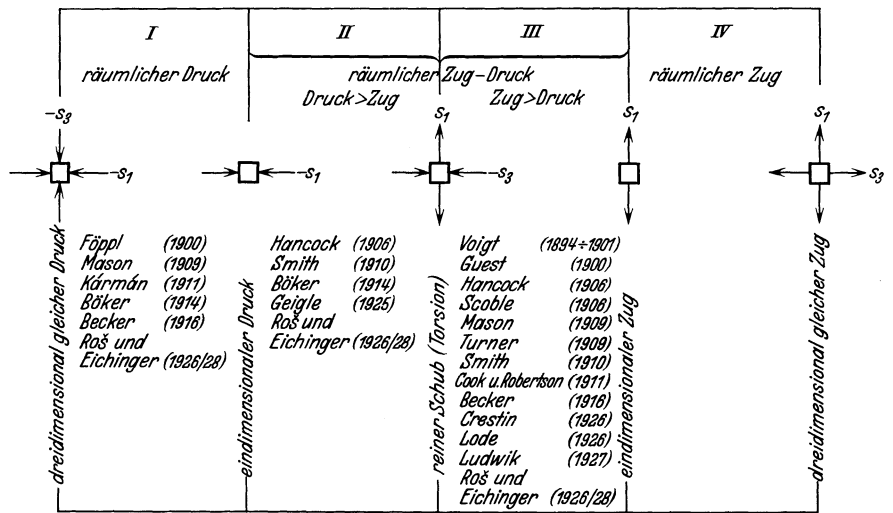 I
II
III
IV
räumlicher Druck
räumlicher Zug–Druck
räumlicher Zug
Druck>Zug
Zug>Druck
–s₃
s₁
s₁
s₁
–s₁
–s₁
–s₃
s₃
dreidimensional gleicher Druck
Föppl (1900)
Mason (1909)
Kármán (1911)
Böker (1914)
Becker (1916)
Roš und
Eichinger (1926/28)
eindimensionaler Druck
Hancock (1906)
Smith (1910)
Böker (1914)
Geigle (1925)
Roš und
Eichinger (1926/28)
reiner Schub (Torsion)
Voigt (1894÷1901)
Guest (1900)
Hancock (1906)
Scoble (1906)
Mason (1909)
Turner (1909)
Smith (1910)
Cook u. Robertson (1911)
Becker (1916)
Crestin (1926)
Lode (1926)
Ludwik (1927)
Roš und
Eichinger (1926/28)
eindimensionaler Zug
dreidimensional gleicher Zug